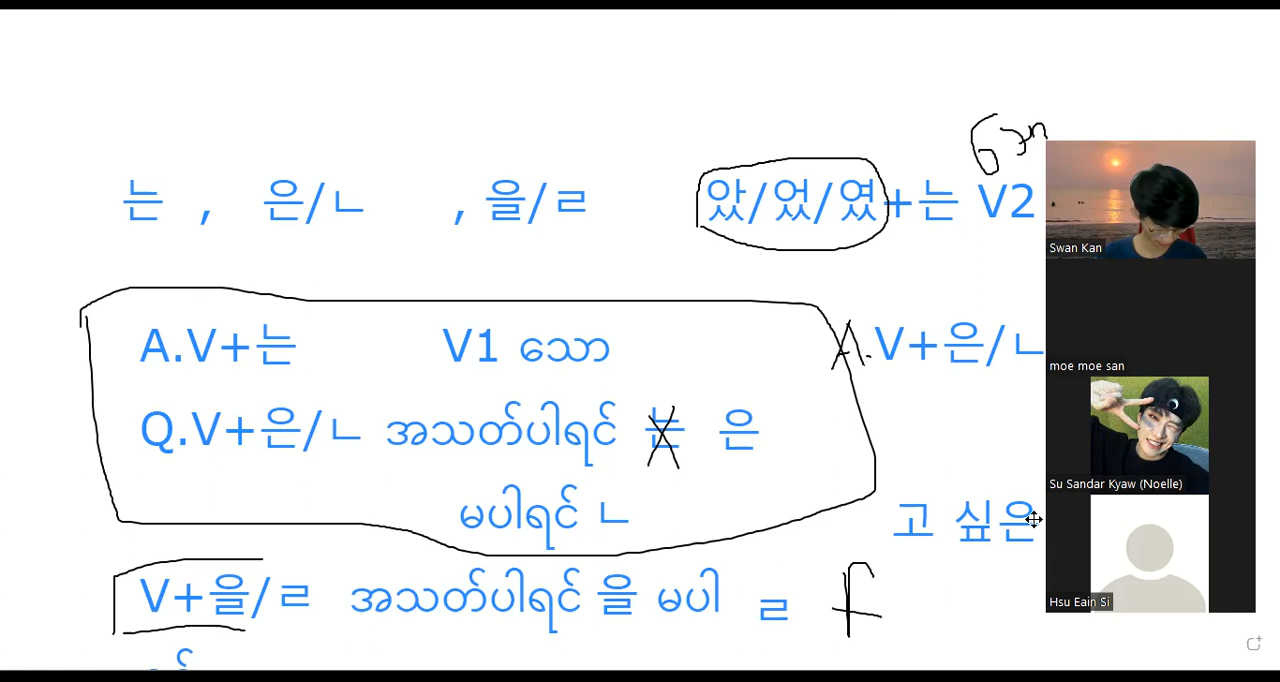 는 , 은/ㄴ , 을/ㄹ 았/었/였+는 V2
A.V+는 V1 သော A.V+은/ㄴ
Q.V+은/ㄴ အသတ်ပါရင် 는 은
မပါရင် ㄴ
고 싶은
V+을/ㄹ အသတ်ပါရင် 을 မပါ ㄹ f
Swan Kan
moe moe san
Su Sandar Kyaw (Noelle)
Hsu Eain Si